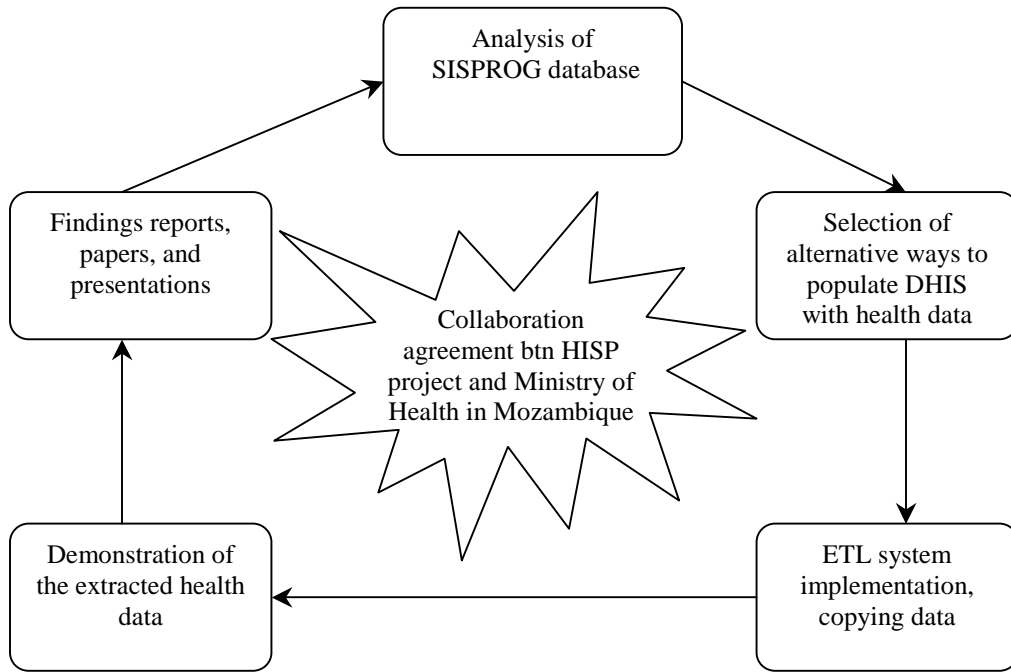 Analysis of
SISPROG database
Findings reports,
papers, and
presentations
Selection of
alternative ways to
populate DHIS
with health data
Collaboration
agreement btn HISP
project and Ministry of
Health in Mozambique
Demonstration of
the extracted health
data
ETL system
implementation,
copying data